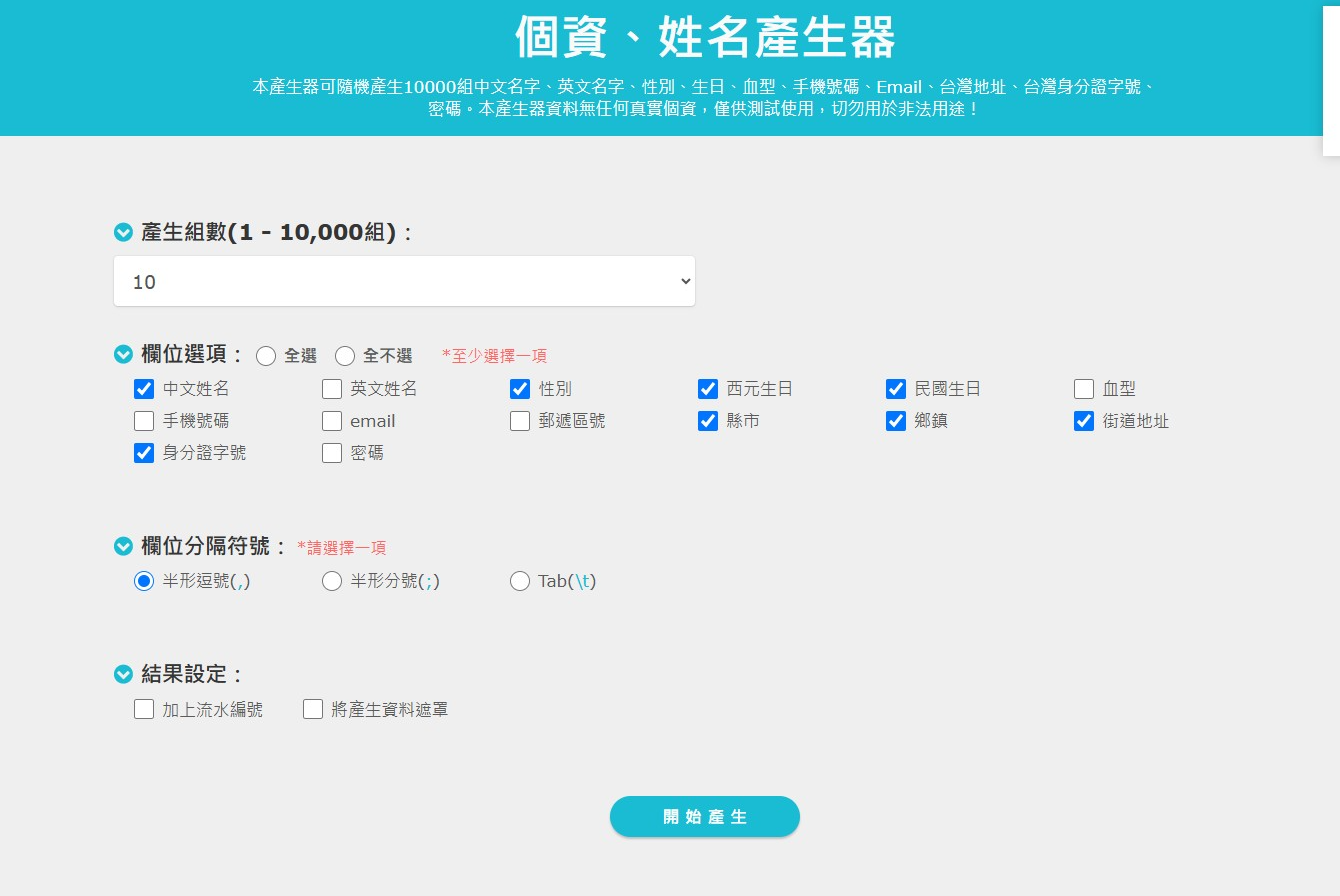 個資、姓名產生器
本產生器可隨機產生10000組中文名字、英文名字、性別、生日、血型、手機號碼、Email、台灣地址、台灣身分證字號、
密碼。本產生器資料無任何真實個資，僅供測試使用，切勿用於非法用途！
產生組數(1 - 10,000組)：
10
欄位選項： 全選 全不選 *至少選擇一項
中文姓名 英文姓名 性別 西元生日 民國生日 血型
手機號碼 email 郵遞區號 縣市 鄉鎮 街道地址
身分證字號 密碼
欄位分隔符號： *請選擇一項
半形逗號(,) 半形分號(;) Tab(\t)
結果設定：
加上流水編號 將產生資料遮罩
開始產生